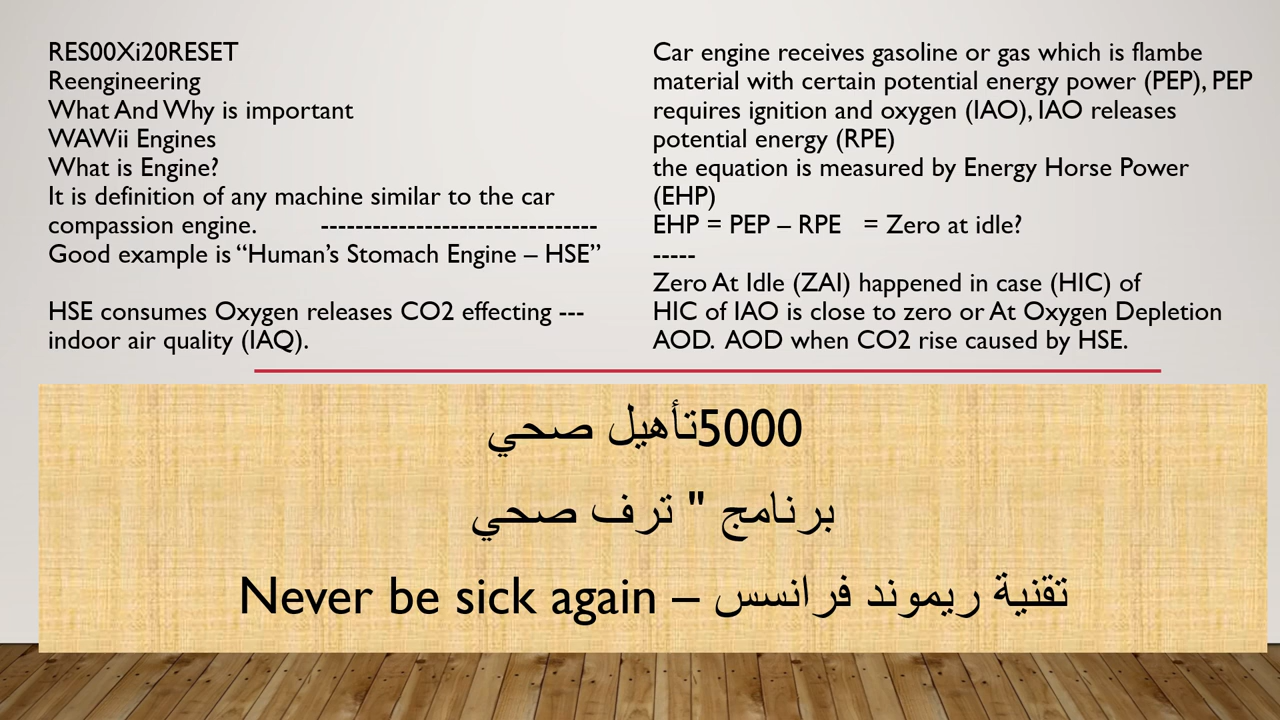 RES00Xi20RESET
Reengineering
What And Why is important
WAWii Engines
What is Engine?
It is definition of any machine similar to the car
compassion engine. --------------------------------
Good example is “Human’s Stomach Engine – HSE”
HSE consumes Oxygen releases CO2 effecting ---
indoor air quality (IAQ).
Car engine receives gasoline or gas which is flambe
material with certain potential energy power (PEP), PEP
requires ignition and oxygen (IAO), IAO releases
potential energy (RPE)
the equation is measured by Energy Horse Power
(EHP)
EHP = PEP – RPE = Zero at idle?
-----
Zero At Idle (ZAI) happened in case (HIC) of
HIC of IAO is close to zero or At Oxygen Depletion
AOD. AOD when CO2 rise caused by HSE.
5000تأهيل صحي
برنامج " ترف صحي
تقنية ريموند فرانسس – Never be sick again